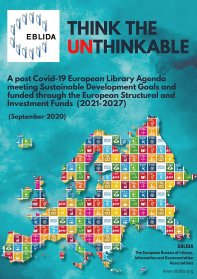 EBLIDA
THINK THE
UNTHINKABLE
A post Covid-19 European Library Agenda
meeting Sustainable Development Goals and
funded through the European Structural and
Investment Funds (2021-2027)
(September 2020)
EBLIDA
The European Bureau of Library,
Information and Documentation
Associations
www.eblida.org